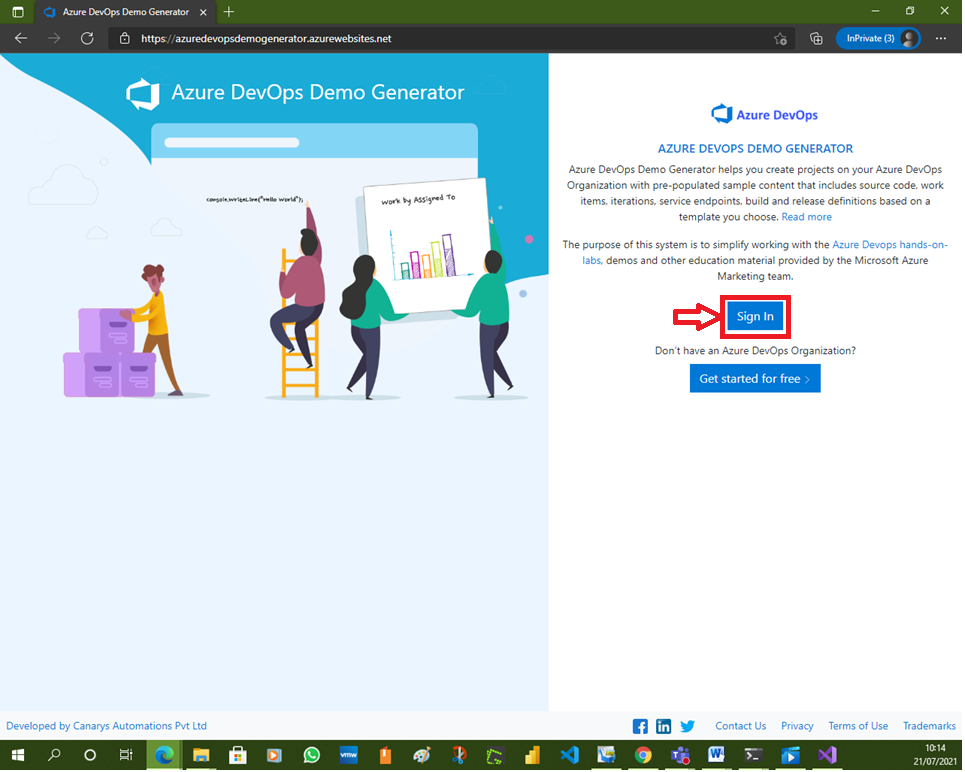 Azure DevOps Demo Generator
https://azuredevopsdemogenerator.azurewebsites.net
InPrivate (3)
Azure DevOps Demo Generator
console.WriteLine("Hello World");
Work by Assigned To
Azure DevOps
AZURE DEVOPS DEMO GENERATOR
Azure DevOps Demo Generator helps you create projects on your Azure DevOps
Organization with pre-populated sample content that includes source code, work
items, iterations, service endpoints, build and release definitions based on a
template you choose. Read more
The purpose of this system is to simplify working with the Azure Devops hands-on-
labs, demos and other education material provided by the Microsoft Azure
Marketing team.
Sign In
Don't have an Azure DevOps Organization?
Get started for free
Developed by Canarys Automations Pvt Ltd
Contact Us Privacy Terms of Use Trademarks
vmw
10:14
21/07/2021